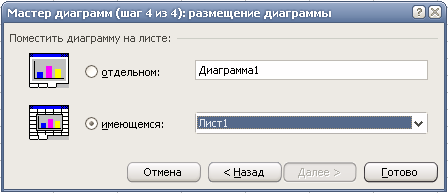 Мастер диаграмм (шаг 4 из 4): размещение диаграммы
Поместить диаграмму на листе:
отдельном: Диаграмма1
имеющемся: Лист1
Отмена < Назад Далее > Готово